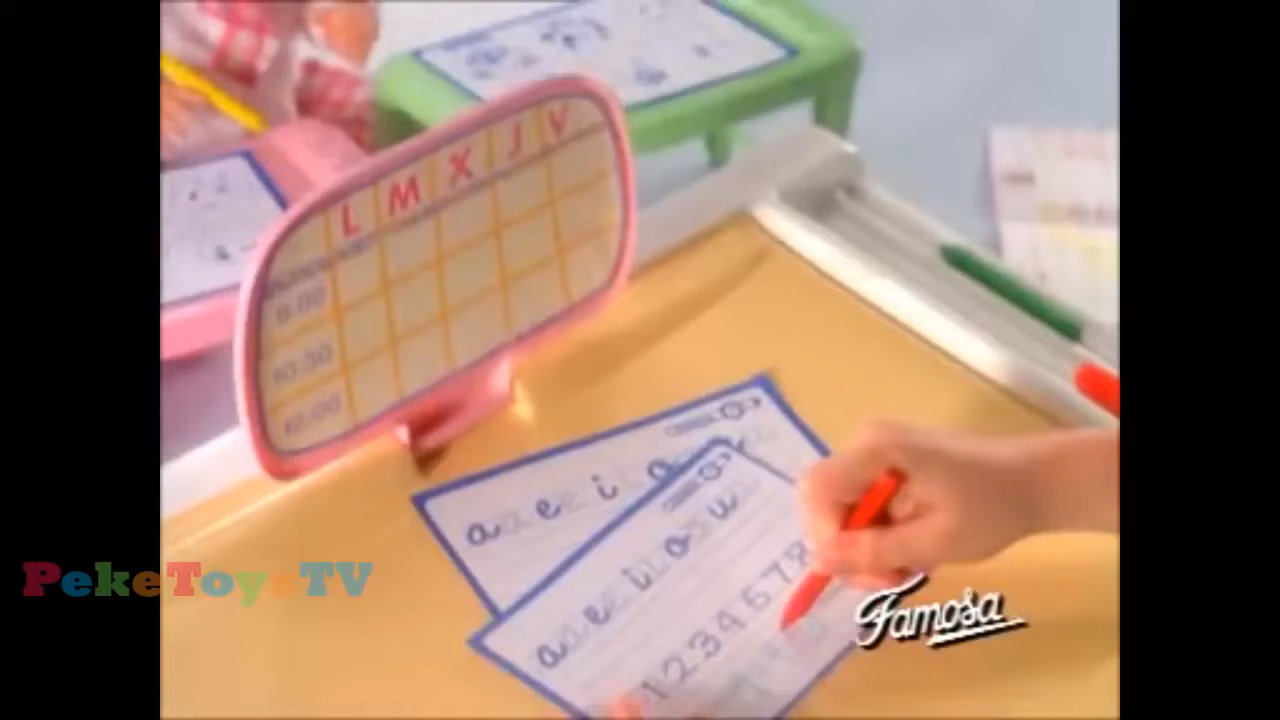 L M X J V
9:00
10:30
12:00
a a e e i o
a a e e i o u
1 2 3 4 5 6 7 8
PekeToysTV
Famosa